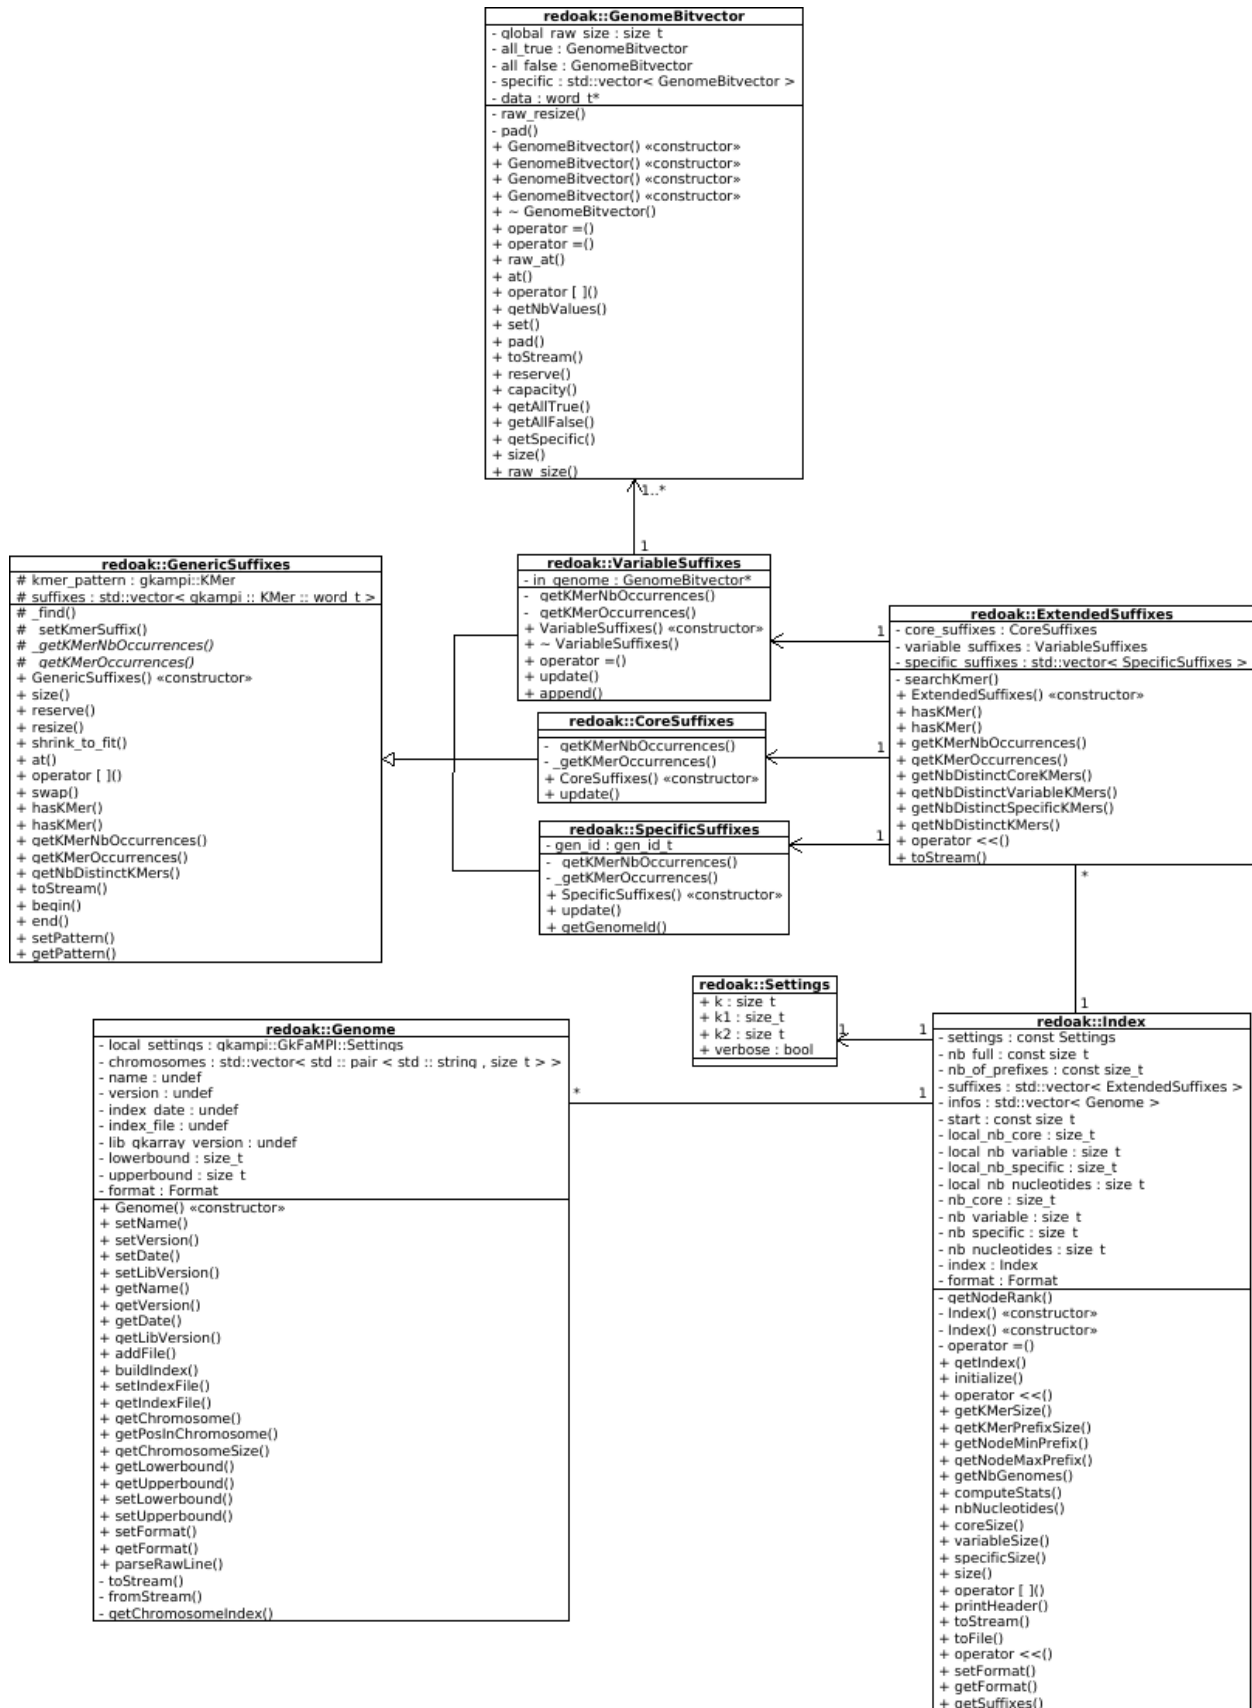 redoak::GenomeBitvector
- global_raw_size : size_t
- all_true : GenomeBitvector
- all_false : GenomeBitvector
- specific : std::vector< GenomeBitvector >
- data : word_t*
- raw_resize()
- pad()
+ GenomeBitvector() «constructor»
+ GenomeBitvector() «constructor»
+ GenomeBitvector() «constructor»
+ GenomeBitvector() «constructor»
+ ~ GenomeBitvector()
+ operator =()
+ operator =()
+ raw_at()
+ at()
+ operator [ ]()
+ getNbValues()
+ set()
+ pad()
+ toStream()
+ reserve()
+ capacity()
+ getAllTrue()
+ getAllFalse()
+ getSpecific()
+ size()
+ raw_size()
1..*
1
redoak::GenericSuffixes
# kmer_pattern : gkampi::KMer
# suffixes : std::vector< gkampi :: KMer :: word_t >
# _find()
# _setKmerSuffix()
# _getKMerNbOccurrences()
# _getKMerOccurrences()
+ GenericSuffixes() «constructor»
+ size()
+ reserve()
+ resize()
+ shrink_to_fit()
+ at()
+ operator [ ]()
+ swap()
+ hasKMer()
+ hasKMer()
+ getKMerNbOccurrences()
+ getKMerOccurrences()
+ getNbDistinctKMers()
+ toStream()
+ begin()
+ end()
+ setPattern()
+ getPattern()
redoak::VariableSuffixes
- in_genome : GenomeBitvector*
- _getKMerNbOccurrences()
- _getKMerOccurrences()
+ VariableSuffixes() «constructor»
+ ~ VariableSuffixes()
+ operator =()
+ update()
+ append()
redoak::CoreSuffixes
- _getKMerNbOccurrences()
- _getKMerOccurrences()
+ CoreSuffixes() «constructor»
+ update()
redoak::SpecificSuffixes
- gen_id : gen_id_t
- _getKMerNbOccurrences()
- _getKMerOccurrences()
+ SpecificSuffixes() «constructor»
+ update()
+ getGenomeId()
1
1
1
redoak::ExtendedSuffixes
- core_suffixes : CoreSuffixes
- variable_suffixes : VariableSuffixes
- specific_suffixes : std::vector< SpecificSuffixes >
- searchKmer()
+ ExtendedSuffixes() «constructor»
+ hasKMer()
+ hasKMer()
+ getKMerNbOccurrences()
+ getKMerOccurrences()
+ getNbDistinctCoreKMers()
+ getNbDistinctVariableKMers()
+ getNbDistinctSpecificKMers()
+ getNbDistinctKMers()
+ operator <<()
+ toStream()
*
1
redoak::Settings
+ k : size_t
+ k1 : size_t
+ k2 : size_t
+ verbose : bool
1
1
redoak::Genome
- local_settings : gkampi::GkFaMPI::Settings
- chromosomes : std::vector< std :: pair < std :: string , size_t > >
- name : undef
- version : undef
- index_date : undef
- index_file : undef
- lib_gkarray_version : undef
- lowerbound : size_t
- upperbound : size_t
- format : Format
+ Genome() «constructor»
+ setName()
+ setVersion()
+ setDate()
+ setLibVersion()
+ getName()
+ getVersion()
+ getDate()
+ getLibVersion()
+ addFile()
+ buildIndex()
+ setIndexFile()
+ getIndexFile()
+ getChromosome()
+ getPosInChromosome()
+ getChromosomeSize()
+ getLowerbound()
+ getUpperbound()
+ setLowerbound()
+ setUpperbound()
+ setFormat()
+ getFormat()
+ parseRawLine()
- toStream()
- fromStream()
- getChromosomeIndex()
*
1
redoak::Index
- settings : const Settings
- nb_full : const size_t
- nb_of_prefixes : const size_t
- suffixes : std::vector< ExtendedSuffixes >
- infos : std::vector< Genome >
- start : const size_t
- local_nb_core : size_t
- local_nb_variable : size_t
- local_nb_specific : size_t
- local_nb_nucleotides : size_t
- nb_core : size_t
- nb_variable : size_t
- nb_specific : size_t
- nb_nucleotides : size_t
- index : Index
- format : Format
- getNodeRank()
- Index() «constructor»
- Index() «constructor»
- operator =()
+ getIndex()
+ initialize()
+ operator <<()
+ getKMerSize()
+ getKMerPrefixSize()
+ getNodeMinPrefix()
+ getNodeMaxPrefix()
+ getNbGenomes()
+ computeStats()
+ nbNucleotides()
+ coreSize()
+ variableSize()
+ specificSize()
+ size()
+ operator [ ]()
+ printHeader()
+ toStream()
+ toFile()
+ operator <<()
+ setFormat()
+ getFormat()
+ getSuffixes()